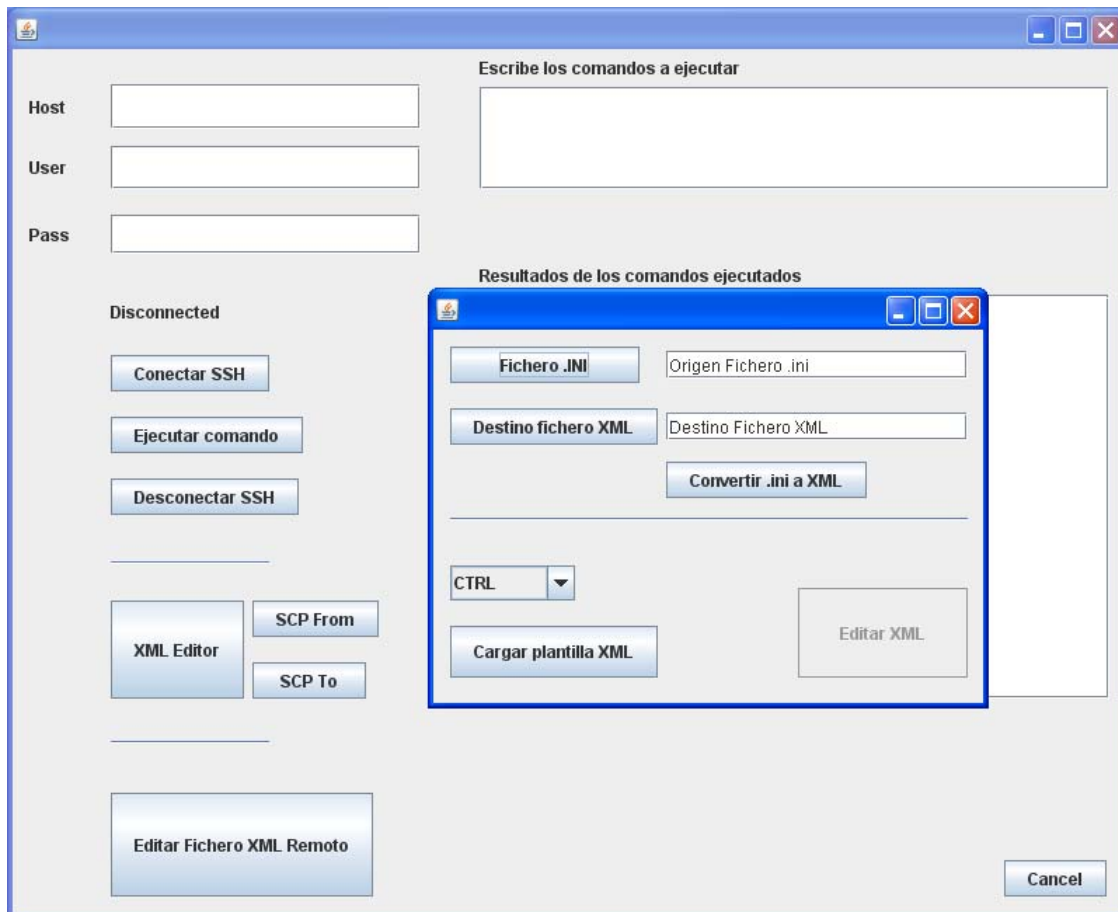 Escribe los comandos a ejecutar
Host
User
Pass
Resultados de los comandos ejecutados
Disconnected
Conectar SSH
Ejecutar comando
Desconectar SSH
XML Editor
SCP From
SCP To
Editar Fichero XML Remoto
Cancel
Fichero .INI
Origen Fichero .ini
Destino fichero XML
Destino Fichero XML
Convertir .ini a XML
CTRL
Cargar plantilla XML
Editar XML